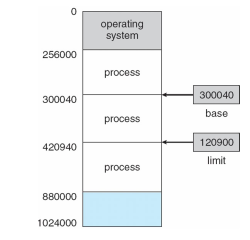 0
operating
system
256000
process
300040
300040
base
process
420940
120900
limit
process
880000
1024000